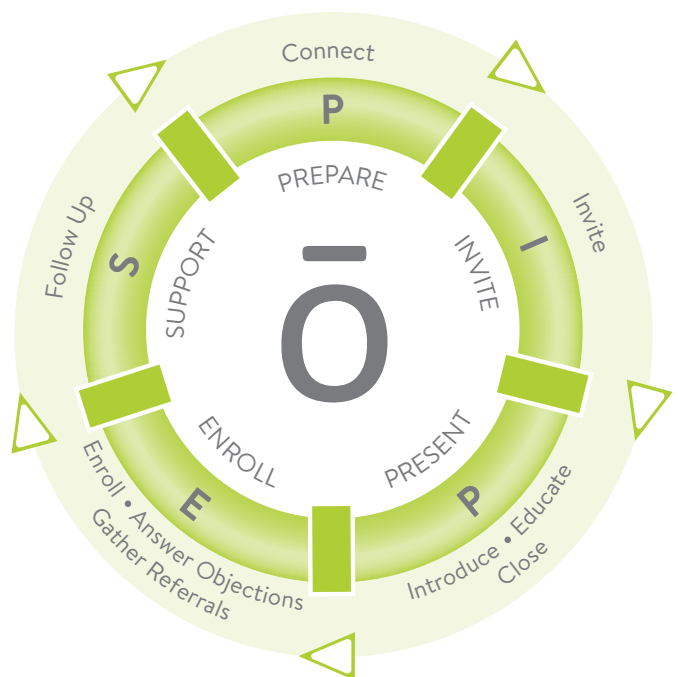 Connect
P
PREPARE
Invite
I
INVITE
PRESENT
P
Introduce • Educate
Close
ENROLL
E
Enroll • Answer Objections
Gather Referrals
Follow Up
S
SUPPORT
Ō